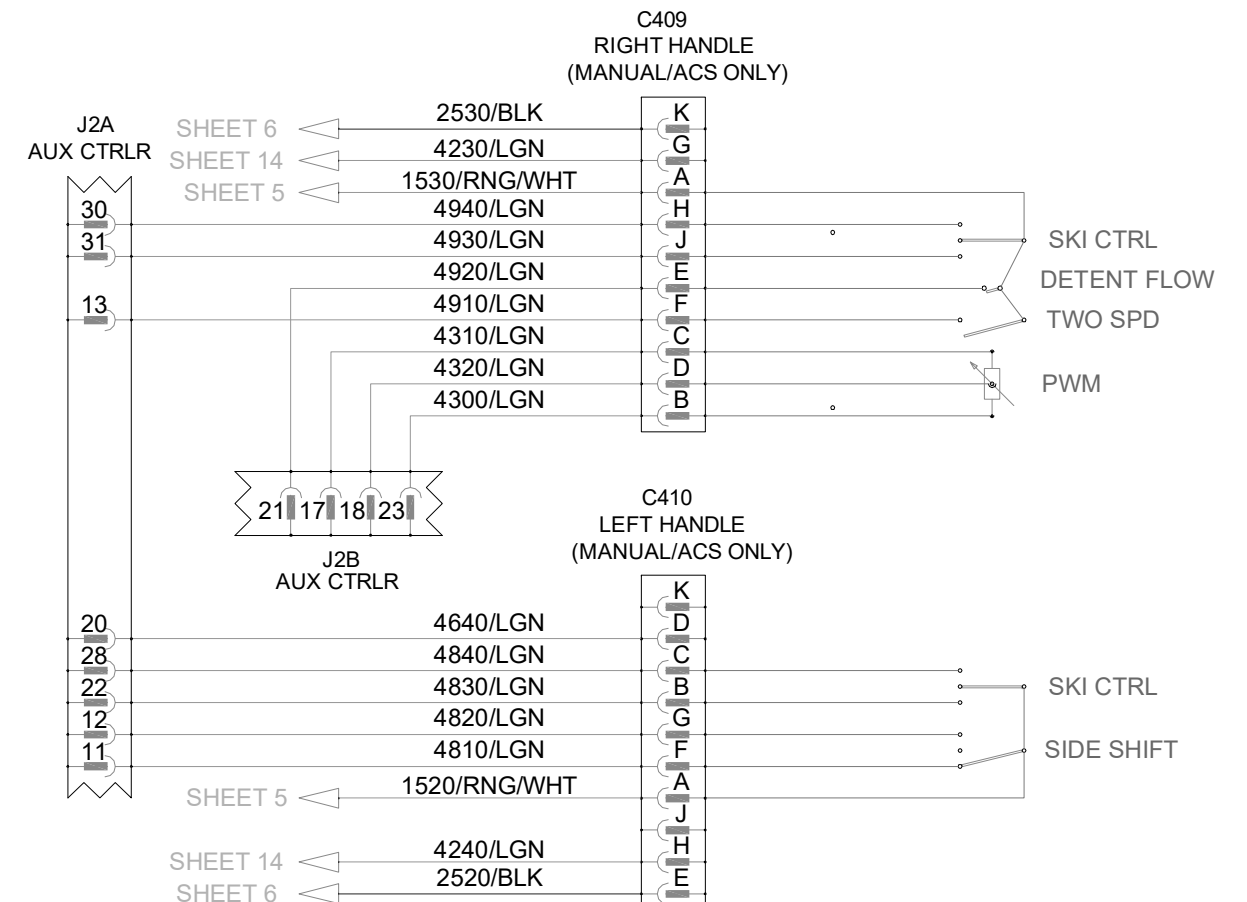 C409
RIGHT HANDLE
(MANUAL/ACS ONLY)
J2A
AUX CTRLR
SHEET 6
2530/BLK
K
SHEET 14
4230/LGN
G
SHEET 5
1530/RNG/WHT
A
30
4940/LGN
H
31
4930/LGN
J
SKI CTRL
4920/LGN
E
DETENT FLOW
13
4910/LGN
F
TWO SPD
4310/LGN
C
4320/LGN
D
PWM
4300/LGN
B
21
17
18
23
J2B
AUX CTRLR
C410
LEFT HANDLE
(MANUAL/ACS ONLY)
K
20
4640/LGN
D
28
4840/LGN
C
22
4830/LGN
B
SKI CTRL
12
4820/LGN
G
11
4810/LGN
F
SIDE SHIFT
SHEET 5
1520/RNG/WHT
A
J
SHEET 14
4240/LGN
H
SHEET 6
2520/BLK
E